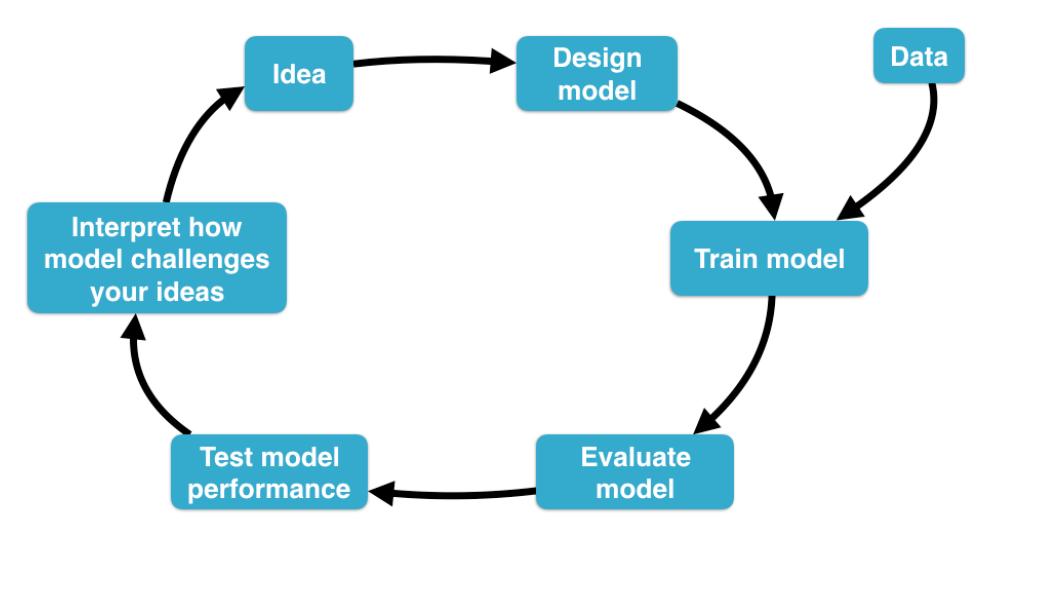 Idea
Design
model
Data
Train model
Evaluate
model
Test model
performance
Interpret how
model challenges
your ideas